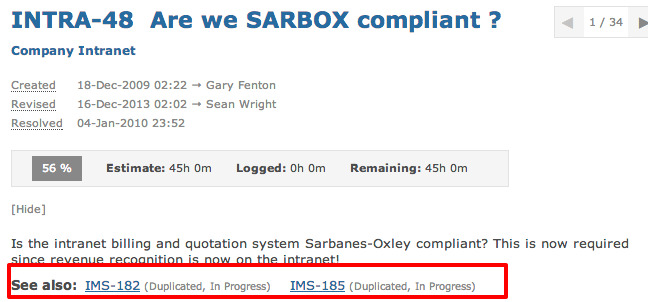 INTRA-48 Are we SARBOX compliant ?
1 / 34
Company Intranet
Created 18-Dec-2009 02:22 → Gary Fenton
Revised 16-Dec-2013 02:02 → Sean Wright
Resolved 04-Jan-2010 23:52
56 % Estimate: 45h 0m Logged: 0h 0m Remaining: 45h 0m
[Hide]
Is the intranet billing and quotation system Sarbanes-Oxley compliant? This is now required
since revenue recognition is now on the intranet!
See also: IMS-182 (Duplicated, In Progress) IMS-185 (Duplicated, In Progress)